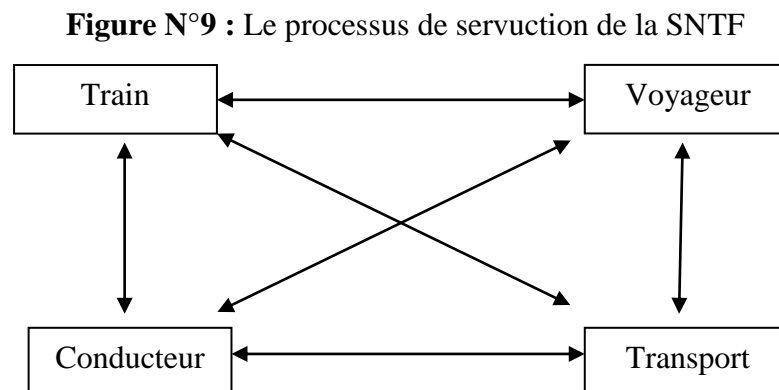 Figure N°9 : Le processus de servuction de la SNTF
Train
Voyageur
Conducteur
Transport